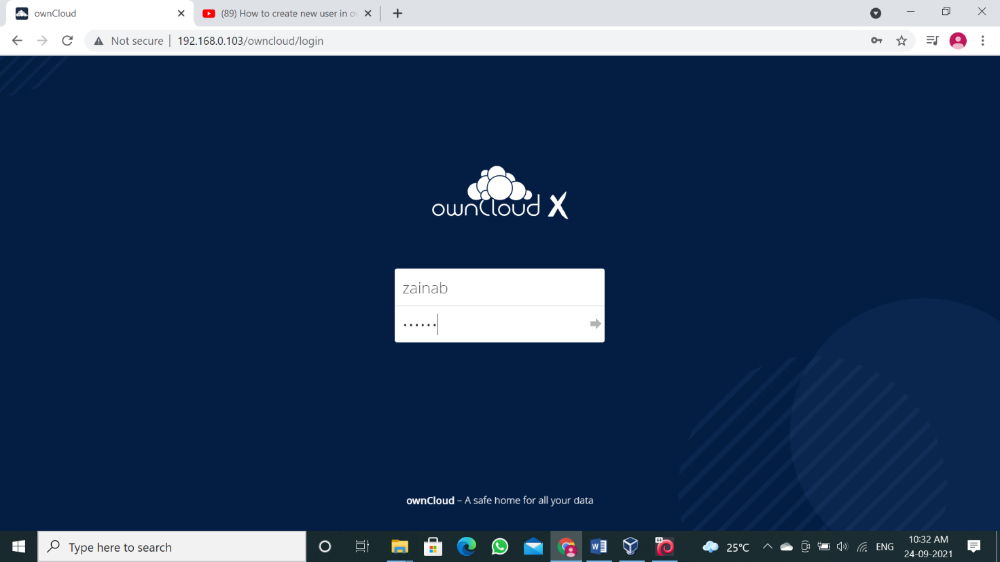 ownCloud
(89) How to create new user in o
Not secure
192.168.0.103/owncloud/login
ownCloud X
zainab
••••••
ownCloud – A safe home for all your data
Type here to search
64
25°C
ENG
10:32 AM
24-09-2021